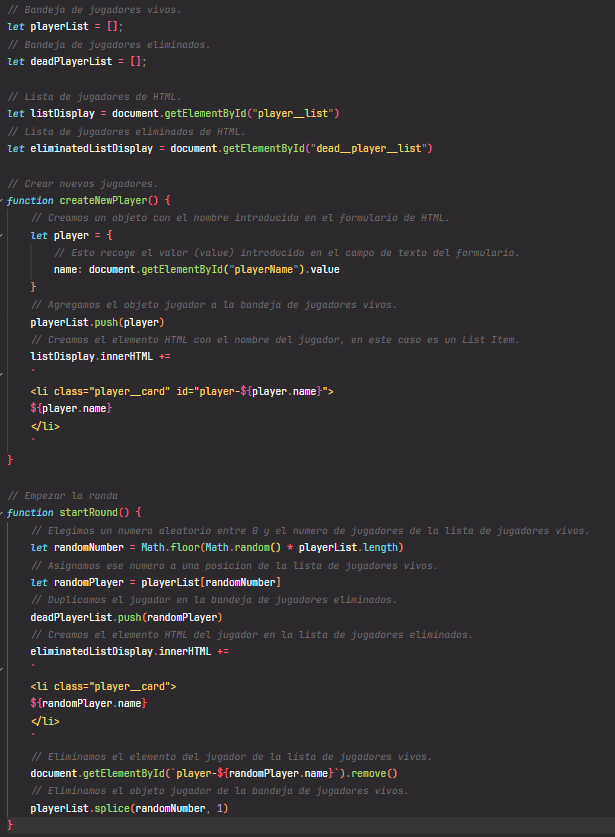 // Bandeja de jugadores vivos.
let playerList = [];
// Bandeja de jugadores eliminados.
let deadPlayerList = [];

// Lista de jugadores de HTML.
let listDisplay = document.getElementById("player__list")
// Lista de jugadores eliminados de HTML.
let eliminatedListDisplay = document.getElementById("dead__player__list")

// Crear nuevos jugadores.
function createNewPlayer() {
    // Creamos un objeto con el nombre introducido en el formulario de HTML.
    let player = {
        // Esto recoge el valor (value) introducido en el campo de texto del formulario.
        name: document.getElementById("playerName").value
    }
    // Agregamos el objeto jugador a la bandeja de jugadores vivos.
    playerList.push(player)
    // Creamos el elemento HTML con el nombre del jugador, en este caso es un List Item.
    listDisplay.innerHTML +=
    `
    <li class="player__card" id="player-${player.name}">
    ${player.name}
    </li>
    `
}

// Empezar la ronda
function startRound() {
    // Elegimos un numero aleatorio entre 0 y el numero de jugadores de la lista de jugadores vivos.
    let randomNumber = Math.floor(Math.random() * playerList.length)
    // Asignamos ese numero a una posicion de la lista de jugadores vivos.
    let randomPlayer = playerList[randomNumber]
    // Duplicamos el jugador en la bandeja de jugadores eliminados.
    deadPlayerList.push(randomPlayer)
    // Creamos el elemento HTML del jugador en la lista de jugadores eliminados.
    eliminatedListDisplay.innerHTML +=
    `
    <li class="player__card">
    ${randomPlayer.name}
    </li>
    `
    // Eliminamos el elemento del jugador de la lista de jugadores vivos.
    document.getElementById(`player-${randomPlayer.name}`).remove()
    // Eliminamos el objeto jugador de la bandeja de jugadores vivos.
    playerList.splice(randomNumber, 1)
}